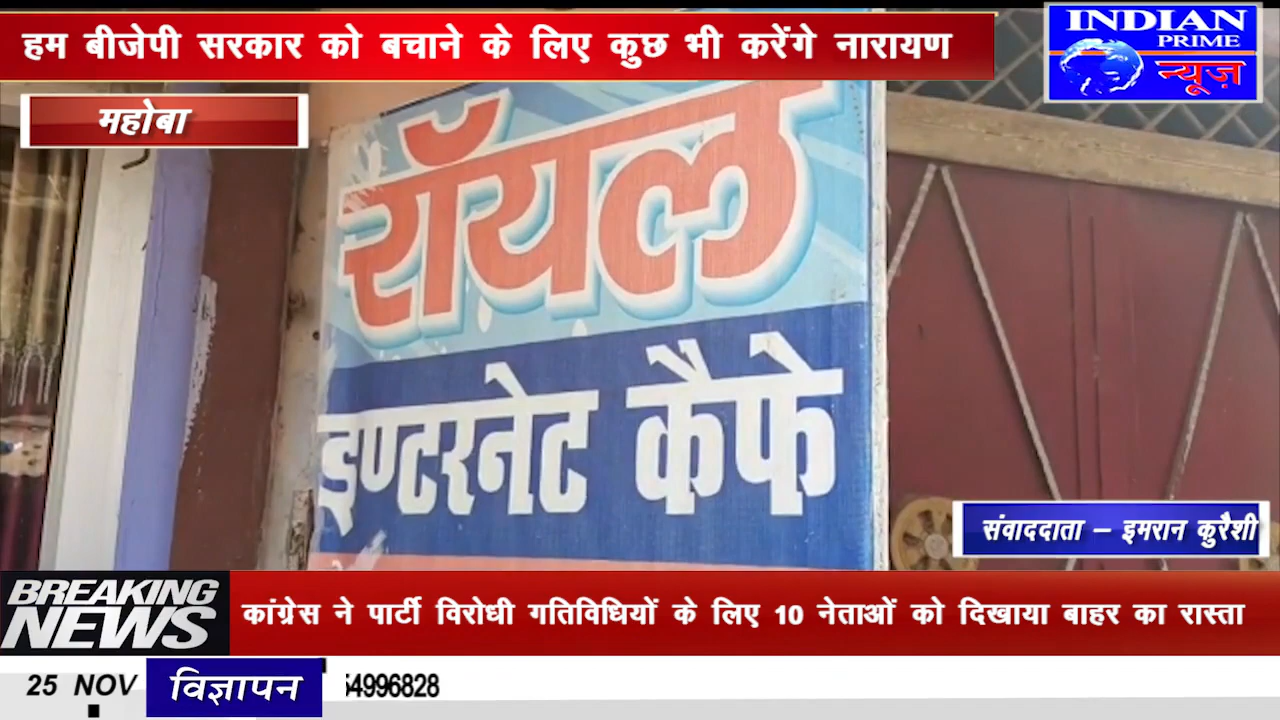 हम बीजेपी सरकार को बचाने के लिए कुछ भी करेंगे नारायण
INDIAN
PRIME
न्यूज़
महोबा
रॉयल
इण्टरनेट कैफे
संवाददाता – इमरान कुरैशी
BREAKING
NEWS
कांग्रेस ने पार्टी विरोधी गतिविधियों के लिए 10 नेताओं को दिखाया बाहर का रास्ता
25 NOV
विज्ञापन
54996828